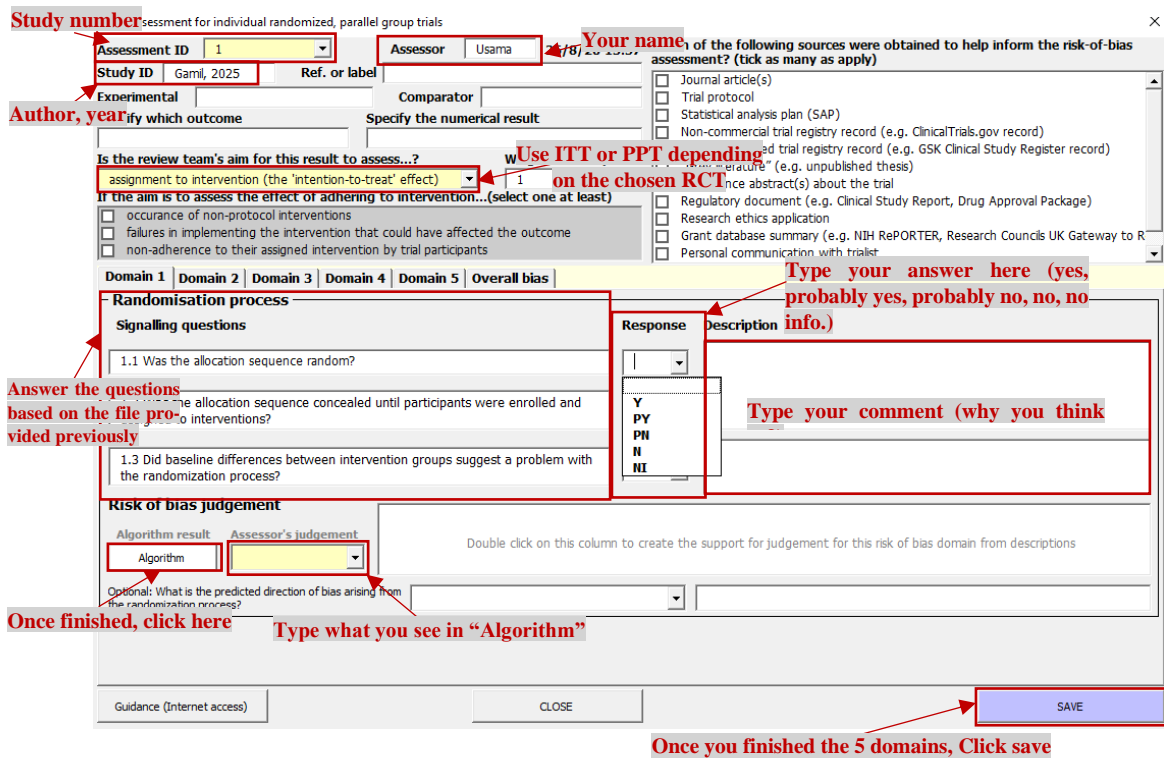 Study number
ssessment for individual randomized, parallel group trials
Assessment ID 1
Assessor Usama
Your name
of the following sources were obtained to help inform the risk-of-bias
assessment? (tick as many as apply)
Study ID Gamil, 2025
Ref. or label
Author, year
Experimental
Comparator
ify which outcome
Specify the numerical result
Journal article(s)
Trial protocol
Statistical analysis plan (SAP)
Non-commercial trial registry record (e.g. ClinicalTrials.gov record)
ed trial registry record (e.g. GSK Clinical Study Register record)
erature” (e.g. unpublished thesis)
nce abstract(s) about the trial
Regulatory document (e.g. Clinical Study Report, Drug Approval Package)
Research ethics application
Grant database summary (e.g. NIH RePORTER, Research Councils UK Gateway to R
Personal communication with trialist
Is the review team's aim for this result to assess...?
W
assignment to intervention (the 'intention-to-treat' effect)
1
Use ITT or PPT depending
on the chosen RCT
If the aim is to assess the effect of adhering to intervention...(select one at least)
occurance of non-protocol interventions
failures in implementing the intervention that could have affected the outcome
non-adherence to their assigned intervention by trial participants
Domain 1 Domain 2 Domain 3 Domain 4 Domain 5 Overall bias
Type your answer here (yes,
probably yes, probably no, no, no
info.)
Randomisation process
Signalling questions
Response
Description
1.1 Was the allocation sequence random?
Y
PY
PN
N
NI
Answer the questions
based on the file pro-
vided previously
he allocation sequence concealed until participants were enrolled and
to interventions?
Type your comment (why you think
1.3 Did baseline differences between intervention groups suggest a problem with
the randomization process?
Risk of bias judgement
Algorithm result
Assessor's judgement
Algorithm
Double click on this column to create the support for judgement for this risk of bias domain from descriptions
Optional: What is the predicted direction of bias arising from
the randomization process?
Once finished, click here
Type what you see in “Algorithm”
Guidance (Internet access)
CLOSE
SAVE
Once you finished the 5 domains, Click save